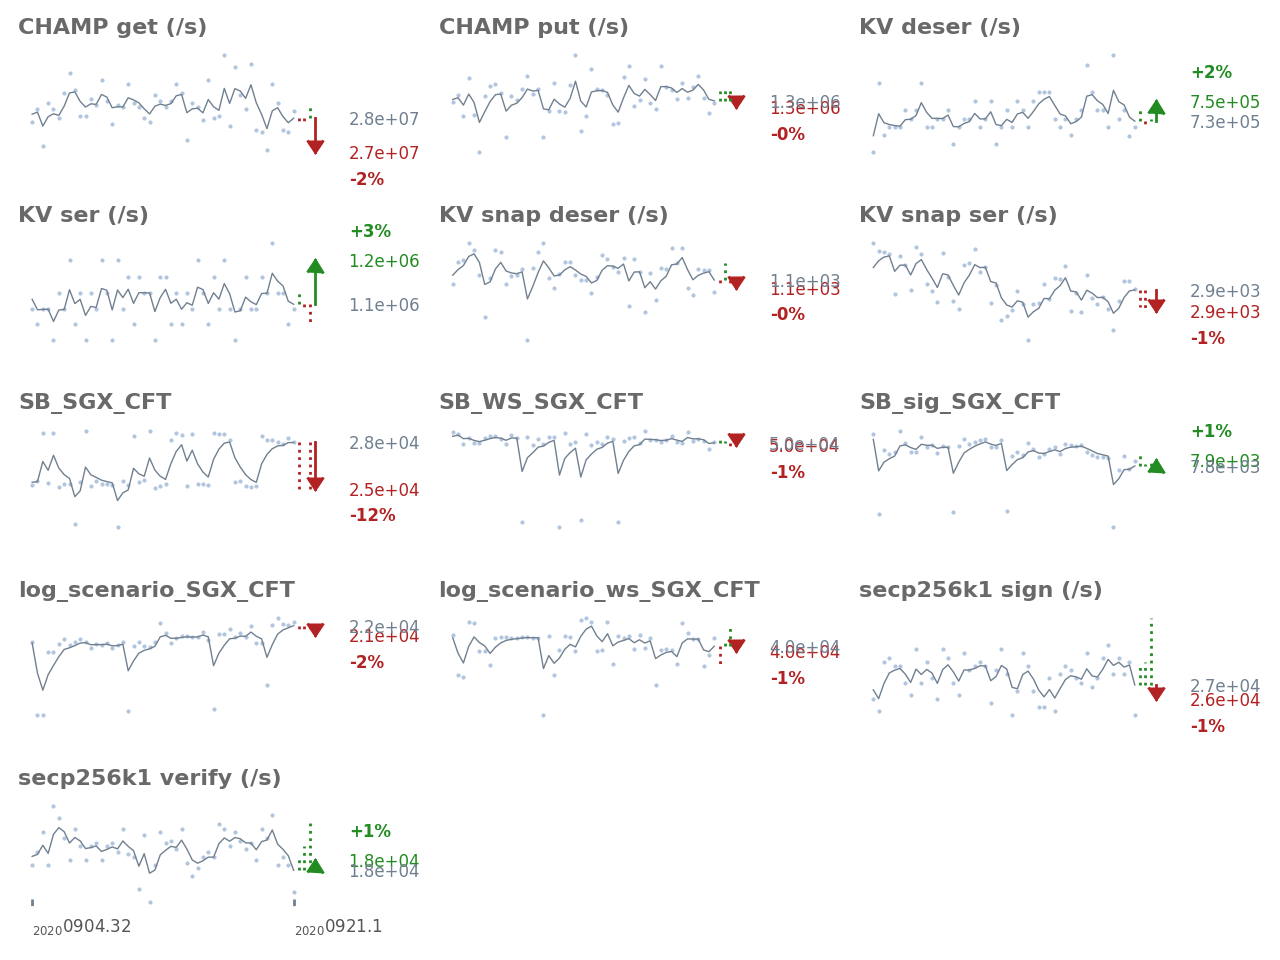 CHAMP get (/s)
2.8e+07
2.7e+07
-2%
CHAMP put (/s)
1.3e+06
1.3e+06
-0%
KV deser (/s)
+2%
7.5e+05
7.3e+05
KV ser (/s)
+3%
1.2e+06
1.1e+06
KV snap deser (/s)
1.1e+03
1.1e+03
-0%
KV snap ser (/s)
2.9e+03
2.9e+03
-1%
SB_SGX_CFT
2.8e+04
2.5e+04
-12%
SB_WS_SGX_CFT
5.0e+04
5.0e+04
-1%
SB_sig_SGX_CFT
+1%
7.9e+03
7.8e+03
log_scenario_SGX_CFT
2.2e+04
2.1e+04
-2%
log_scenario_ws_SGX_CFT
4.0e+04
4.0e+04
-1%
secp256k1 sign (/s)
2.7e+04
2.6e+04
-1%
secp256k1 verify (/s)
+1%
1.8e+04
1.8e+04
20200904.32
20200921.1